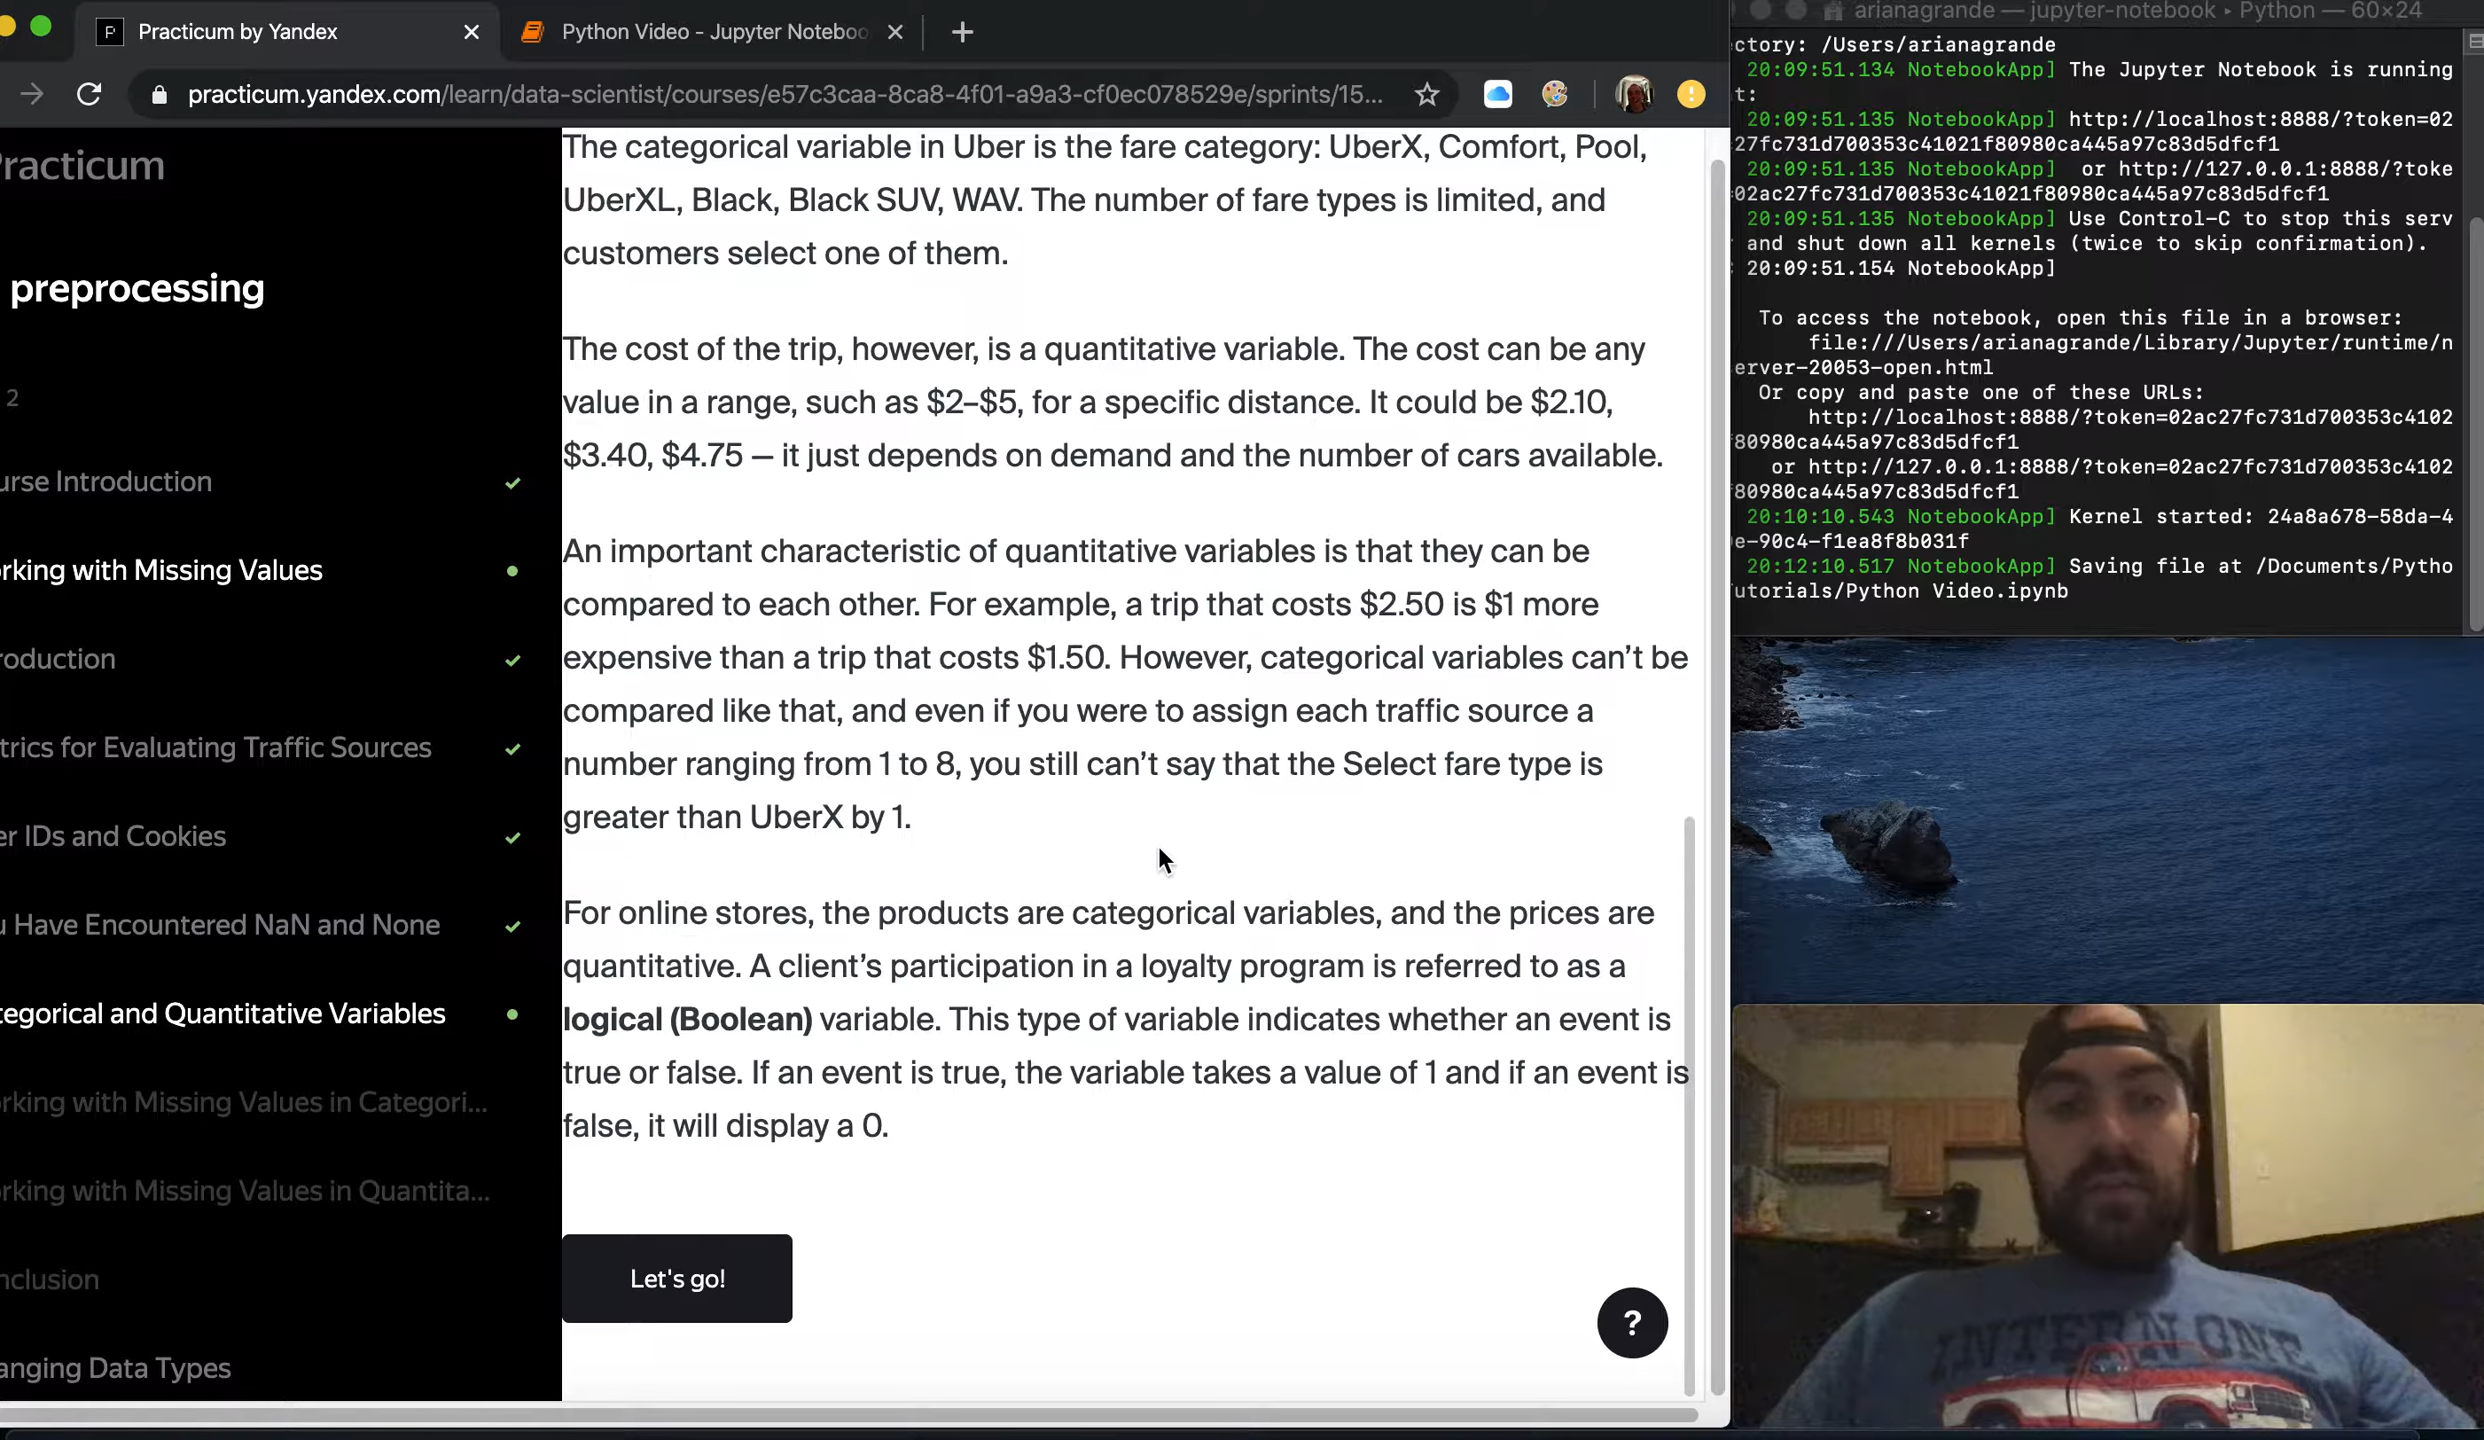 Practicum by Yandex
Python Video - Jupyter Noteboo
practicum.yandex.com/learn/data-scientist/courses/e57c3caa-8ca8-4f01-a9a3-cf0ec078529e/sprints/15...
racticum
preprocessing
2
urse Introduction
rking with Missing Values
roduction
trics for Evaluating Traffic Sources
er IDs and Cookies
u Have Encountered NaN and None
tegorical and Quantitative Variables
rking with Missing Values in Categori...
rking with Missing Values in Quantita...
nclusion
anging Data Types
The categorical variable in Uber is the fare category: UberX, Comfort, Pool,
UberXL, Black, Black SUV, WAV. The number of fare types is limited, and
customers select one of them.
The cost of the trip, however, is a quantitative variable. The cost can be any
value in a range, such as $2–$5, for a specific distance. It could be $2.10,
$3.40, $4.75 — it just depends on demand and the number of cars available.
An important characteristic of quantitative variables is that they can be
compared to each other. For example, a trip that costs $2.50 is $1 more
expensive than a trip that costs $1.50. However, categorical variables can’t be
compared like that, and even if you were to assign each traffic source a
number ranging from 1 to 8, you still can’t say that the Select fare type is
greater than UberX by 1.
For online stores, the products are categorical variables, and the prices are
quantitative. A client’s participation in a loyalty program is referred to as a
logical (Boolean) variable. This type of variable indicates whether an event is
true or false. If an event is true, the variable takes a value of 1 and if an event is
false, it will display a 0.
Let's go!
?
arianagrande — jupyter-notebook ▸ Python — 60×24
ctory: /Users/arianagrande
20:09:51.134 NotebookApp] The Jupyter Notebook is running
t:
20:09:51.135 NotebookApp] http://localhost:8888/?token=02
27fc731d700353c41021f80980ca445a97c83d5dfcf1
20:09:51.135 NotebookApp]  or http://127.0.0.1:8888/?toke
02ac27fc731d700353c41021f80980ca445a97c83d5dfcf1
20:09:51.135 NotebookApp] Use Control-C to stop this serv
and shut down all kernels (twice to skip confirmation).
20:09:51.154 NotebookApp]
To access the notebook, open this file in a browser:
file:///Users/arianagrande/Library/Jupyter/runtime/n
erver-20053-open.html
Or copy and paste one of these URLs:
http://localhost:8888/?token=02ac27fc731d700353c4102
f80980ca445a97c83d5dfcf1
or http://127.0.0.1:8888/?token=02ac27fc731d700353c4102
f80980ca445a97c83d5dfcf1
20:10:10.543 NotebookApp] Kernel started: 24a8a678-58da-4
e-90c4-f1ea8f8b031f
20:12:10.517 NotebookApp] Saving file at /Documents/Pytho
utorials/Python Video.ipynb